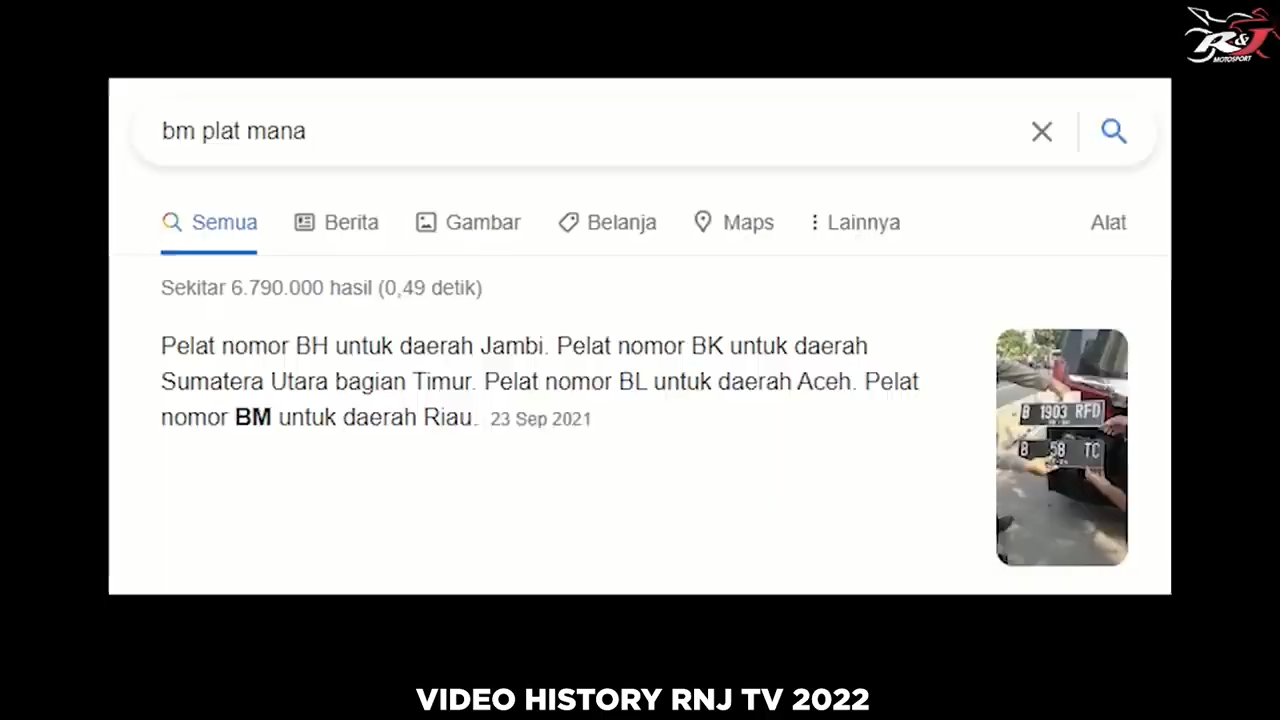 R&J
MOTOSPORT
bm plat mana
Semua
Berita
Gambar
Belanja
Maps
Lainnya
Alat
Sekitar 6.790.000 hasil (0,49 detik)
Pelat nomor BH untuk daerah Jambi. Pelat nomor BK untuk daerah
Sumatera Utara bagian Timur. Pelat nomor BL untuk daerah Aceh. Pelat
nomor BM untuk daerah Riau. 23 Sep 2021
B 1903 RFD
B 58 TC
VIDEO HISTORY RNJ TV 2022